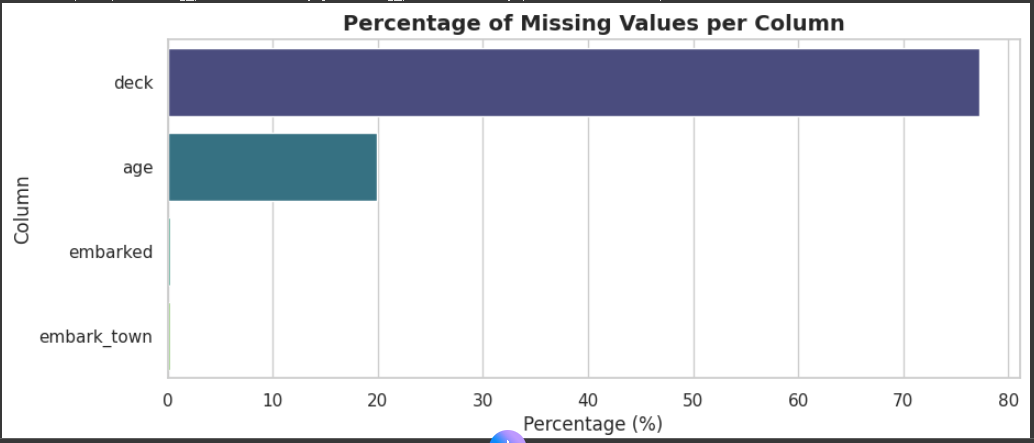 Percentage of Missing Values per Column
deck
age
embarked
embark_town
Column
0 10 20 30 40 50 60 70 80
Percentage (%)